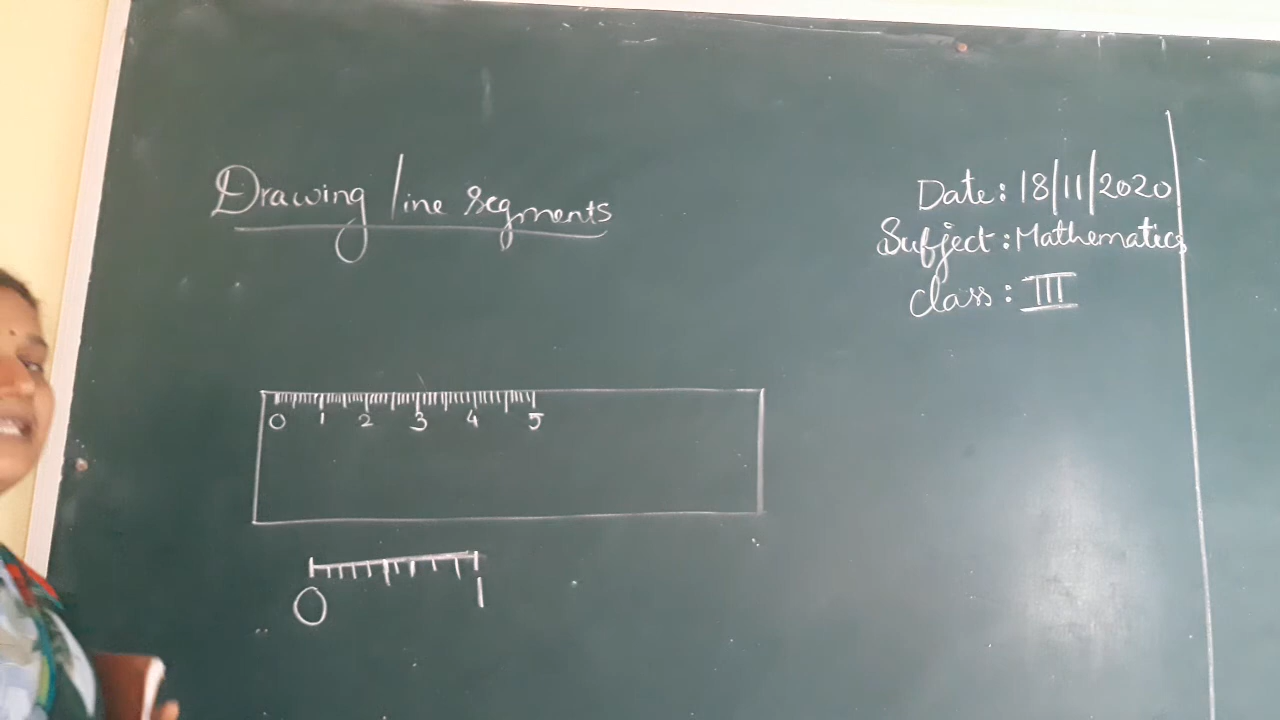 Drawing line segments
Date: 18/11/2020
Subject: Mathematics
Class: III
0 1 2 3 4 5
0 1